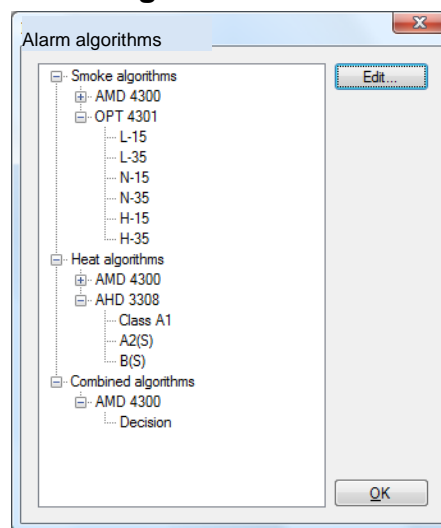 Alarm algorithms
Smoke algorithms
AMD 4300
OPT 4301
L-15
L-35
N-15
N-35
H-15
H-35
Heat algorithms
AMD 4300
AHD 3308
Class A1
A2(S)
B(S)
Combined algorithms
AMD 4300
Decision
Edit...
OK